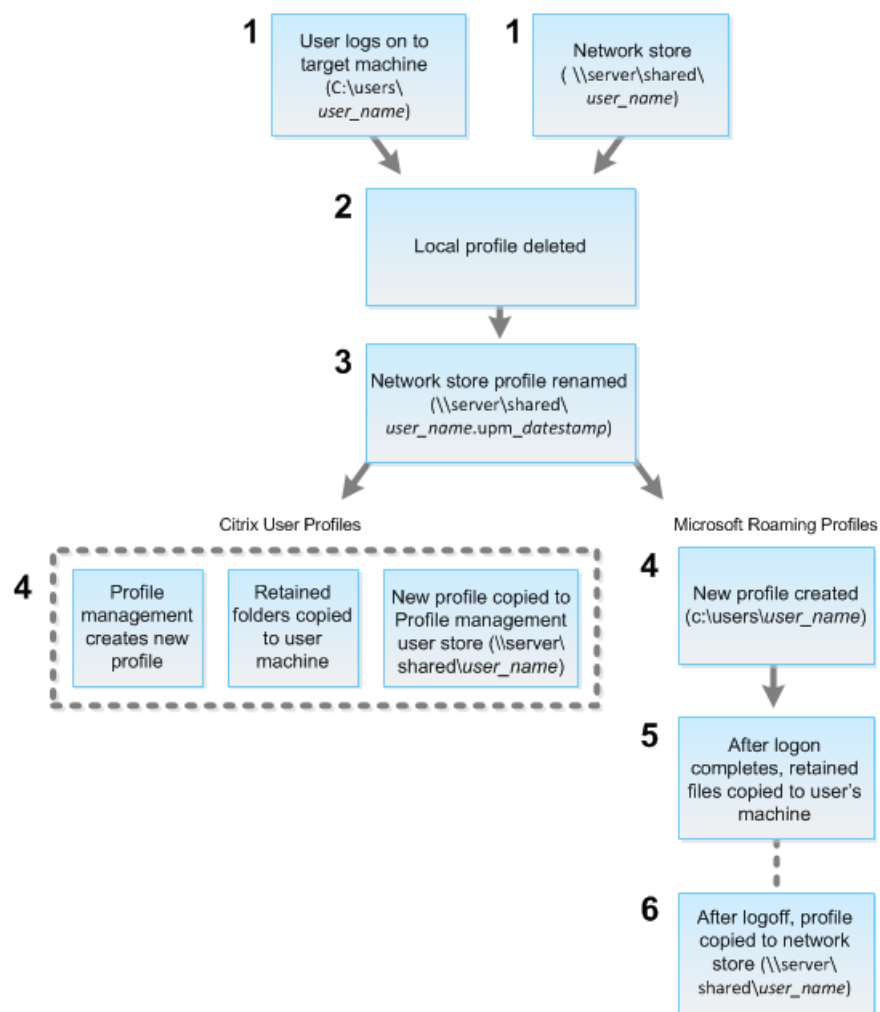 1
User logs on to
target machine
(C:\users\
user_name)
1
Network store
( \\server\shared\
user_name)
2
Local profile deleted
3
Network store profile renamed
(\\server\shared\
user_name.upm_datestamp)
Citrix User Profiles
4
Profile
management
creates new
profile
Retained
folders copied
to user
machine
New profile copied to
Profile management
user store (\\server\
shared\user_name)
Microsoft Roaming Profiles
4
New profile created
(c:\users\user_name)
5
After logon
completes, retained
files copied to user's
machine
6
After logoff, profile
copied to network
store (\\server\
shared\user_name)